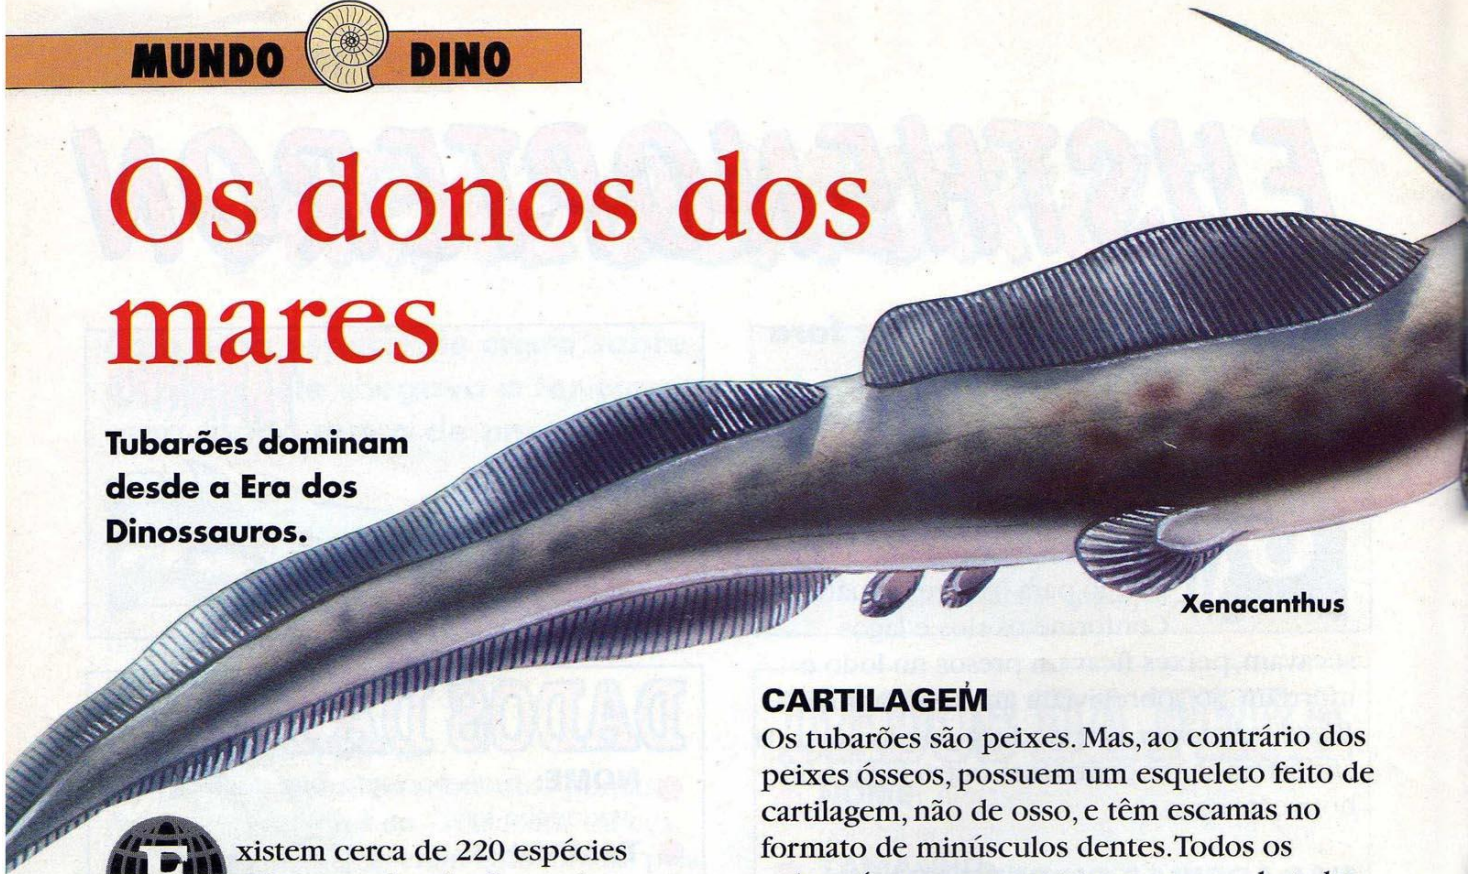 MUNDO DINO
Os donos dos
mares
Tubarões dominam
desde a Era dos
Dinossauros.
Xenacanthus
Existem cerca de 220 espécies
CARTILAGEM
Os tubarões são peixes. Mas, ao contrário dos
peixes ósseos, possuem um esqueleto feito de
cartilagem, não de osso, e têm escamas no
formato de minúsculos dentes. Todos os